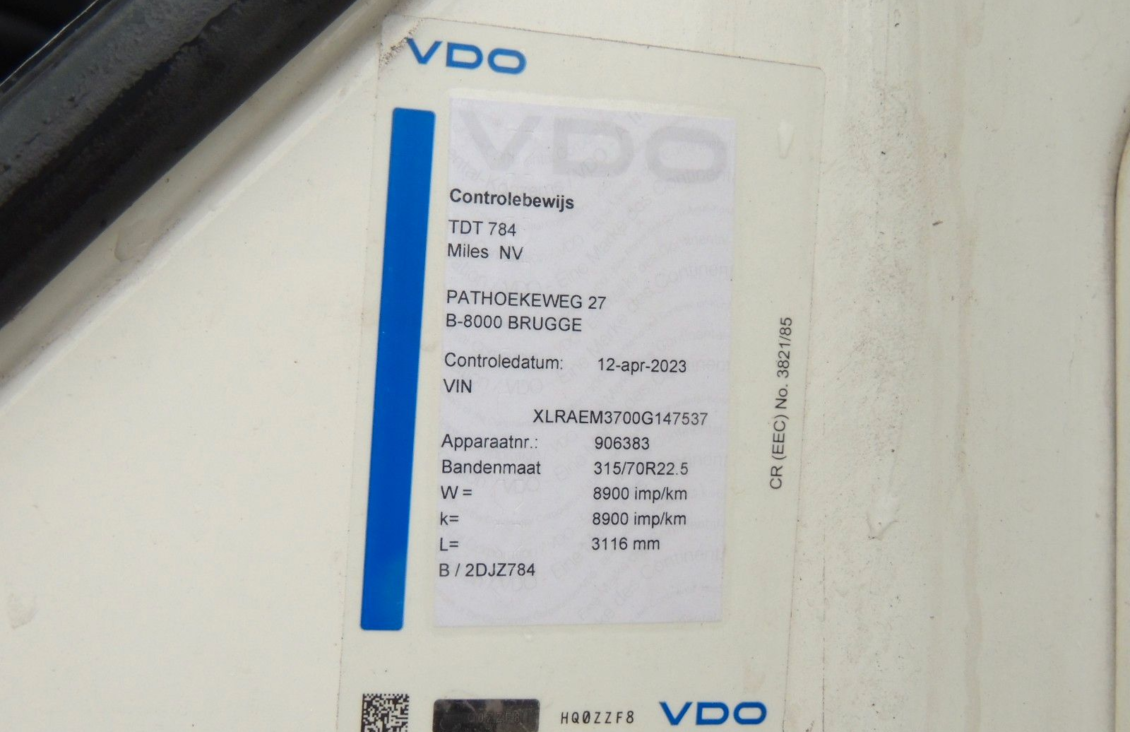 VDO
VDO
Controlebewijs
TDT 784
Miles NV
PATHOEKEWEG 27
B-8000 BRUGGE
Controledatum: 12-apr-2023
VIN
XLRAEM3700G147537
Apparaatnr.: 906383
Bandenmaat 315/70R22.5
W = 8900 imp/km
k= 8900 imp/km
L= 3116 mm
B / 2DJZ784
CR (EEC) No. 3821/85
HQ0ZZF8
VDO